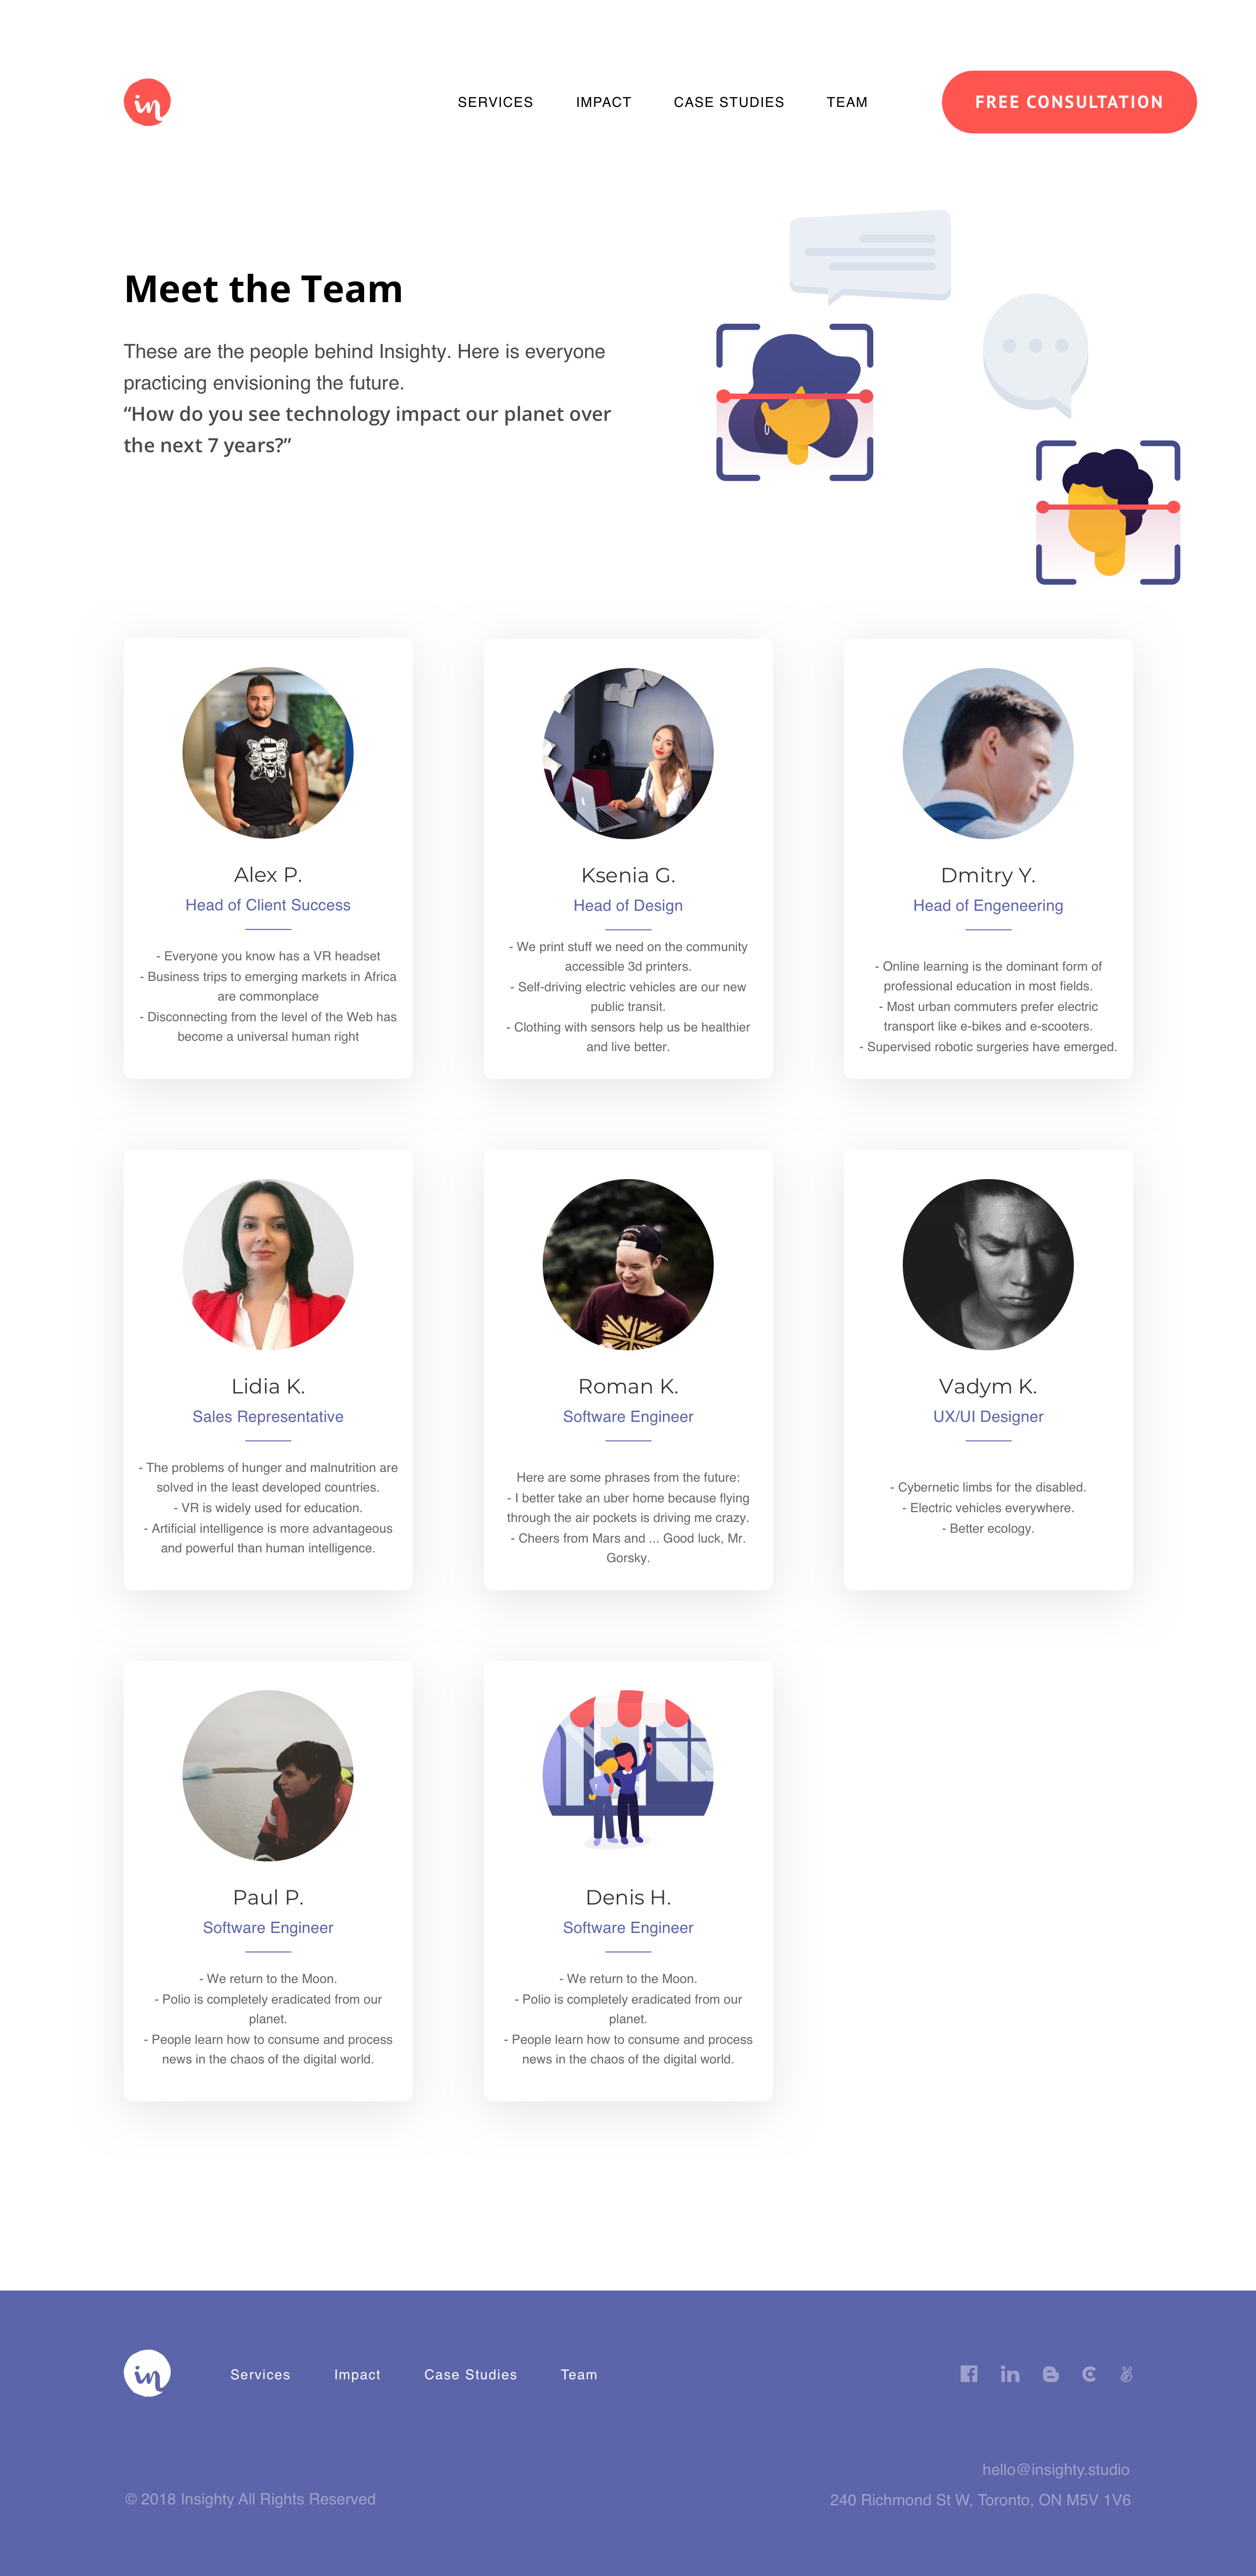 in
SERVICES IMPACT CASE STUDIES TEAM
FREE CONSULTATION
Meet the Team
These are the people behind Insighty. Here is everyone
practicing envisioning the future.
“How do you see technology impact our planet over
the next 7 years?”
Alex P.
Head of Client Success
- Everyone you know has a VR headset
- Business trips to emerging markets in Africa
are commonplace
- Disconnecting from the level of the Web has
become a universal human right
Ksenia G.
Head of Design
- We print stuff we need on the community
accessible 3d printers.
- Self-driving electric vehicles are our new
public transit.
- Clothing with sensors help us be healthier
and live better.
Dmitry Y.
Head of Engeneering
- Online learning is the dominant form of
professional education in most fields.
- Most urban commuters prefer electric
transport like e-bikes and e-scooters.
- Supervised robotic surgeries have emerged.
Lidia K.
Sales Representative
- The problems of hunger and malnutrition are
solved in the least developed countries.
- VR is widely used for education.
- Artificial intelligence is more advantageous
and powerful than human intelligence.
Roman K.
Software Engineer
Here are some phrases from the future:
- I better take an uber home because flying
through the air pockets is driving me crazy.
- Cheers from Mars and ... Good luck, Mr.
Gorsky.
Vadym K.
UX/UI Designer
- Cybernetic limbs for the disabled.
- Electric vehicles everywhere.
- Better ecology.
Paul P.
Software Engineer
- We return to the Moon.
- Polio is completely eradicated from our
planet.
- People learn how to consume and process
news in the chaos of the digital world.
Denis H.
Software Engineer
- We return to the Moon.
- Polio is completely eradicated from our
planet.
- People learn how to consume and process
news in the chaos of the digital world.
in
Services Impact Case Studies Team
hello@insighty.studio
© 2018 Insighty All Rights Reserved
240 Richmond St W, Toronto, ON M5V 1V6